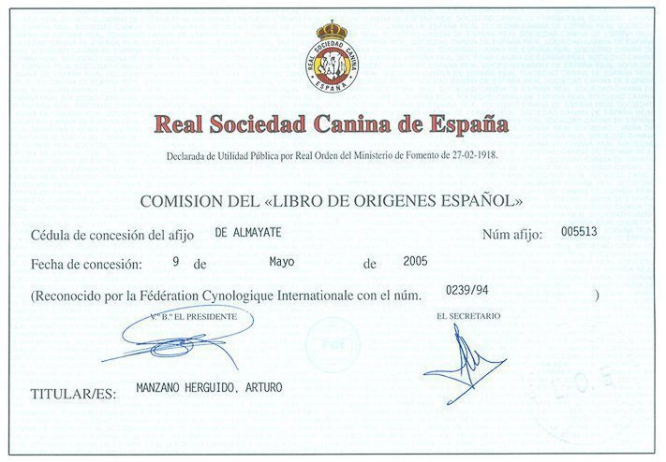 REAL SOCIEDAD CANINA
ESPAÑA
Real Sociedad Canina de España
Declarada de Utilidad Pública por Real Orden del Ministerio de Fomento de 27-02-1918.
COMISION DEL «LIBRO DE ORIGENES ESPAÑOL»
Cédula de concesión del afijo DE ALMAYATE Núm afijo: 005513
Fecha de concesión: 9 de Mayo de 2005
(Reconocido por la Fédération Cynologique Internationale con el núm. 0239/94 )
V.º B.º EL PRESIDENTE EL SECRETARIO
TITULAR/ES: MANZANO HERGUIDO, ARTURO
L.O.E